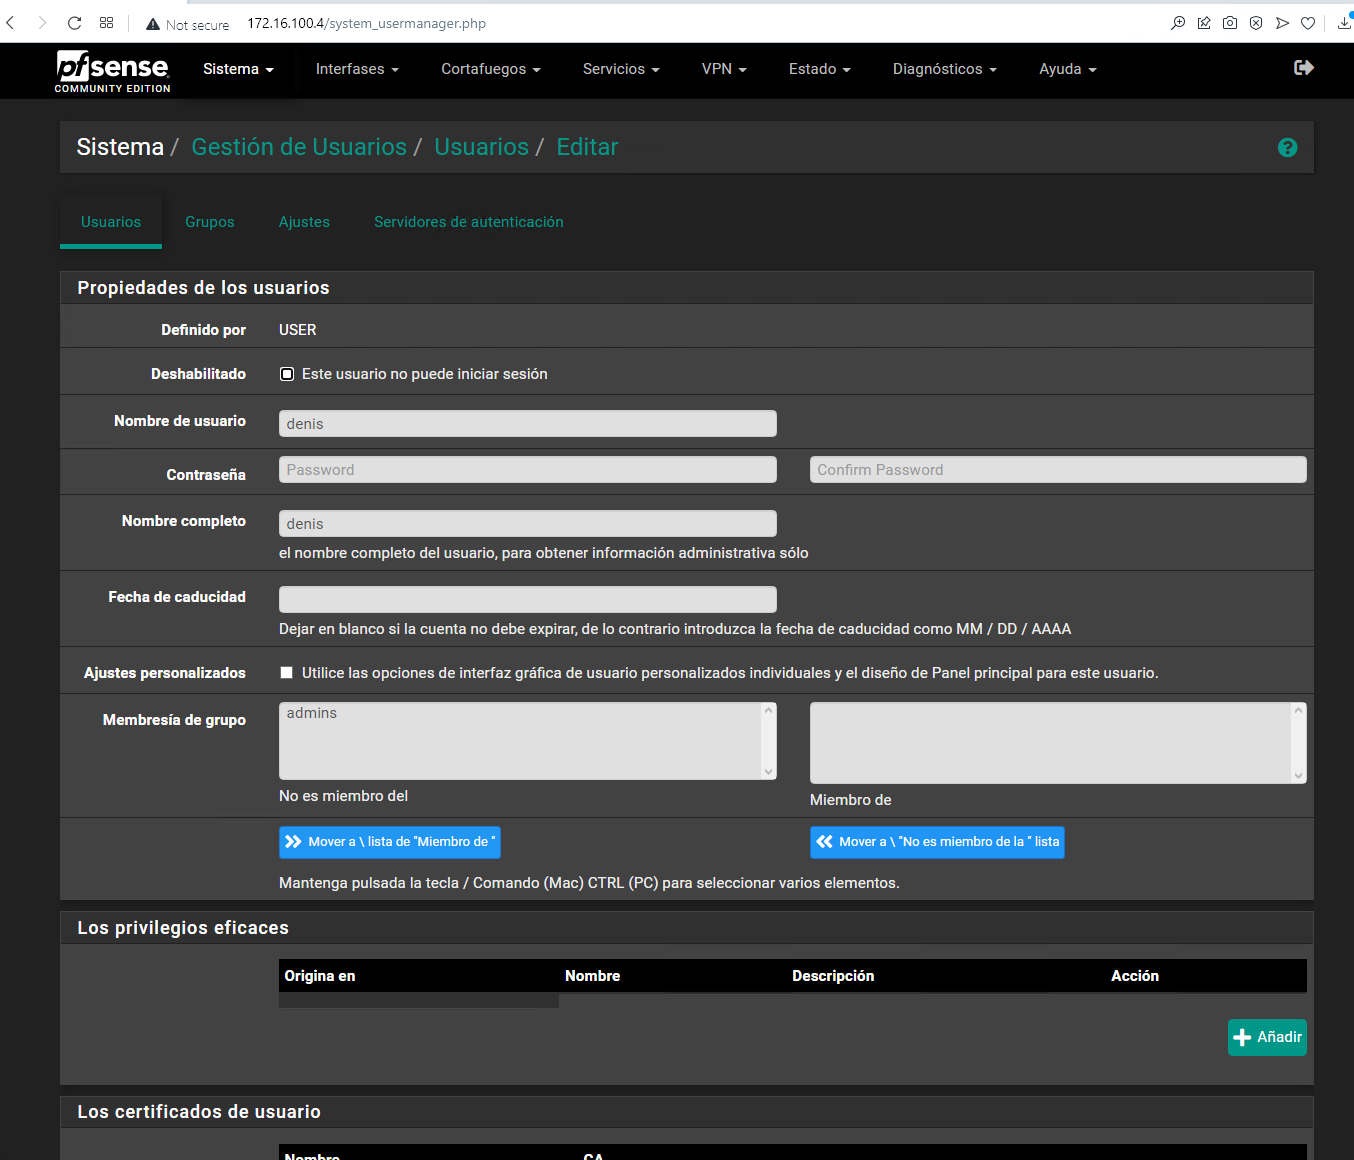 Not secure 172.16.100.4/system_usermanager.php
pfsense
COMMUNITY EDITION
Sistema Interfases Cortafuegos Servicios VPN Estado Diagnósticos Ayuda
Sistema / Gestión de Usuarios / Usuarios / Editar
Usuarios Grupos Ajustes Servidores de autenticación
Propiedades de los usuarios
Definido por USER
Deshabilitado Este usuario no puede iniciar sesión
Nombre de usuario denis
Contraseña Password Confirm Password
Nombre completo denis
el nombre completo del usuario, para obtener información administrativa sólo
Fecha de caducidad
Dejar en blanco si la cuenta no debe expirar, de lo contrario introduzca la fecha de caducidad como MM / DD / AAAA
Ajustes personalizados Utilice las opciones de interfaz gráfica de usuario personalizados individuales y el diseño de Panel principal para este usuario.
Membresía de grupo admins
No es miembro del
Miembro de
Mover a \ lista de "Miembro de " Mover a \ "No es miembro de la " lista
Mantenga pulsada la tecla / Comando (Mac) CTRL (PC) para seleccionar varios elementos.
Los privilegios eficaces
Origina en Nombre Descripción Acción
Añadir
Los certificados de usuario
Nombre CA